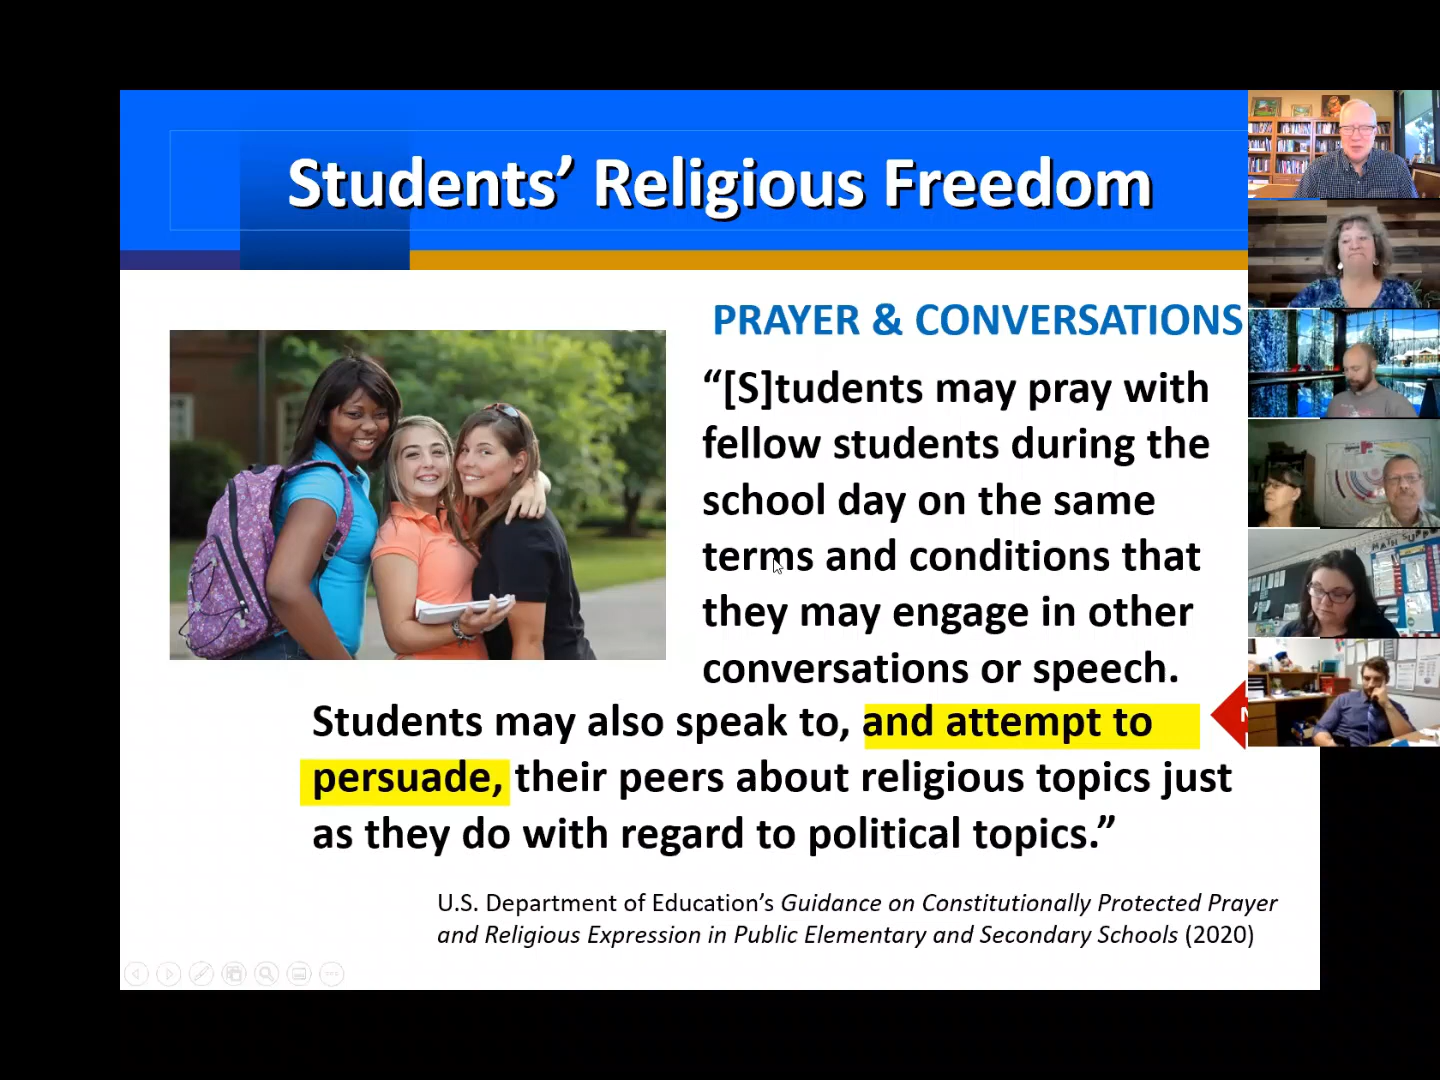 Students’ Religious Freedom
PRAYER & CONVERSATIONS
“[S]tudents may pray with
fellow students during the
school day on the same
terms and conditions that
they may engage in other
conversations or speech.
Students may also speak to, and attempt to
persuade, their peers about religious topics just
as they do with regard to political topics.”
U.S. Department of Education’s Guidance on Constitutionally Protected Prayer
and Religious Expression in Public Elementary and Secondary Schools (2020)